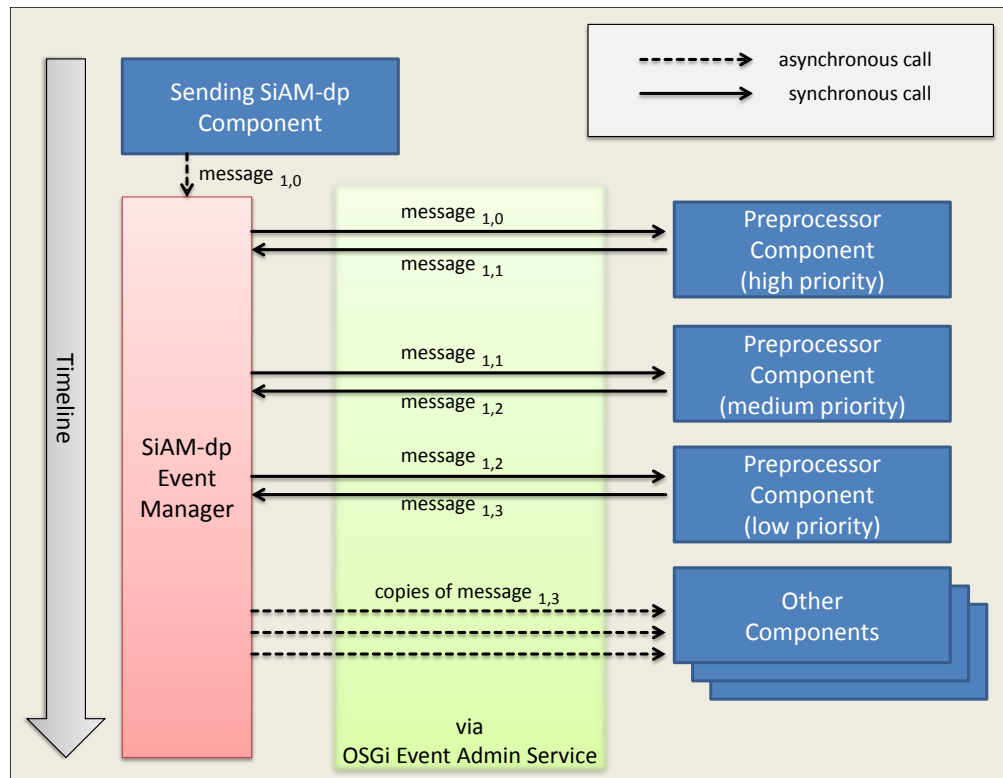 asynchronous call
synchronous call
Sending SiAM-dp
Component
message 1,0
message 1,0
message 1,1
Preprocessor
Component
(high priority)
message 1,1
message 1,2
Preprocessor
Component
(medium priority)
Timeline
SiAM-dp
Event
Manager
message 1,2
message 1,3
Preprocessor
Component
(low priority)
copies of message 1,3
Other
Components
via
OSGi Event Admin Service